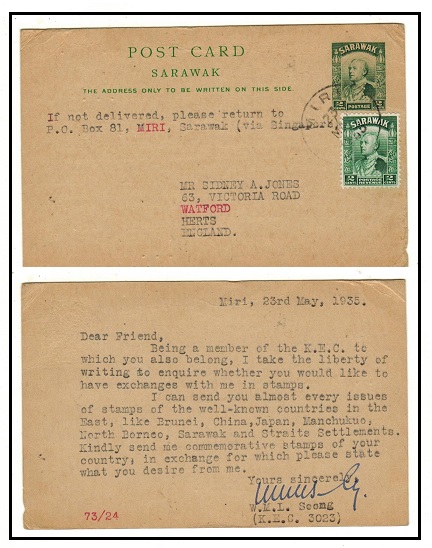 POST CARD
SARAWAK
THE ADDRESS ONLY TO BE WRITTEN ON THIS SIDE
SARAWAK
POSTAGE
If not delivered, please return to
P.O. Box 81, MIRI, Sarawak (via Singapore
SARAWAK
POSTAGE
REVENUE
MR SIDNEY A.JONES
63, VICTORIA ROAD
WATFORD
HERTS
ENGLAND.
Miri, 23rd May, 1935.
Dear Friend,
Being a member of the K.E.C. to
which you also belong, I take the liberty of
writing to enquire whether you would like to
have exchanges with me in stamps.
I can send you almost every issues
of stamps of the well-known countries in the
East, like Brunei, China,Japan, Manchukuo,
North Borneo, Sarawak and Straits Settlements.
Kindly send me commemorative stamps of your
country, in exchange for which please state
what you desire from me.
Yours sincerely,
W.M.I. Seong
(K.E.C. 3023)
73/24